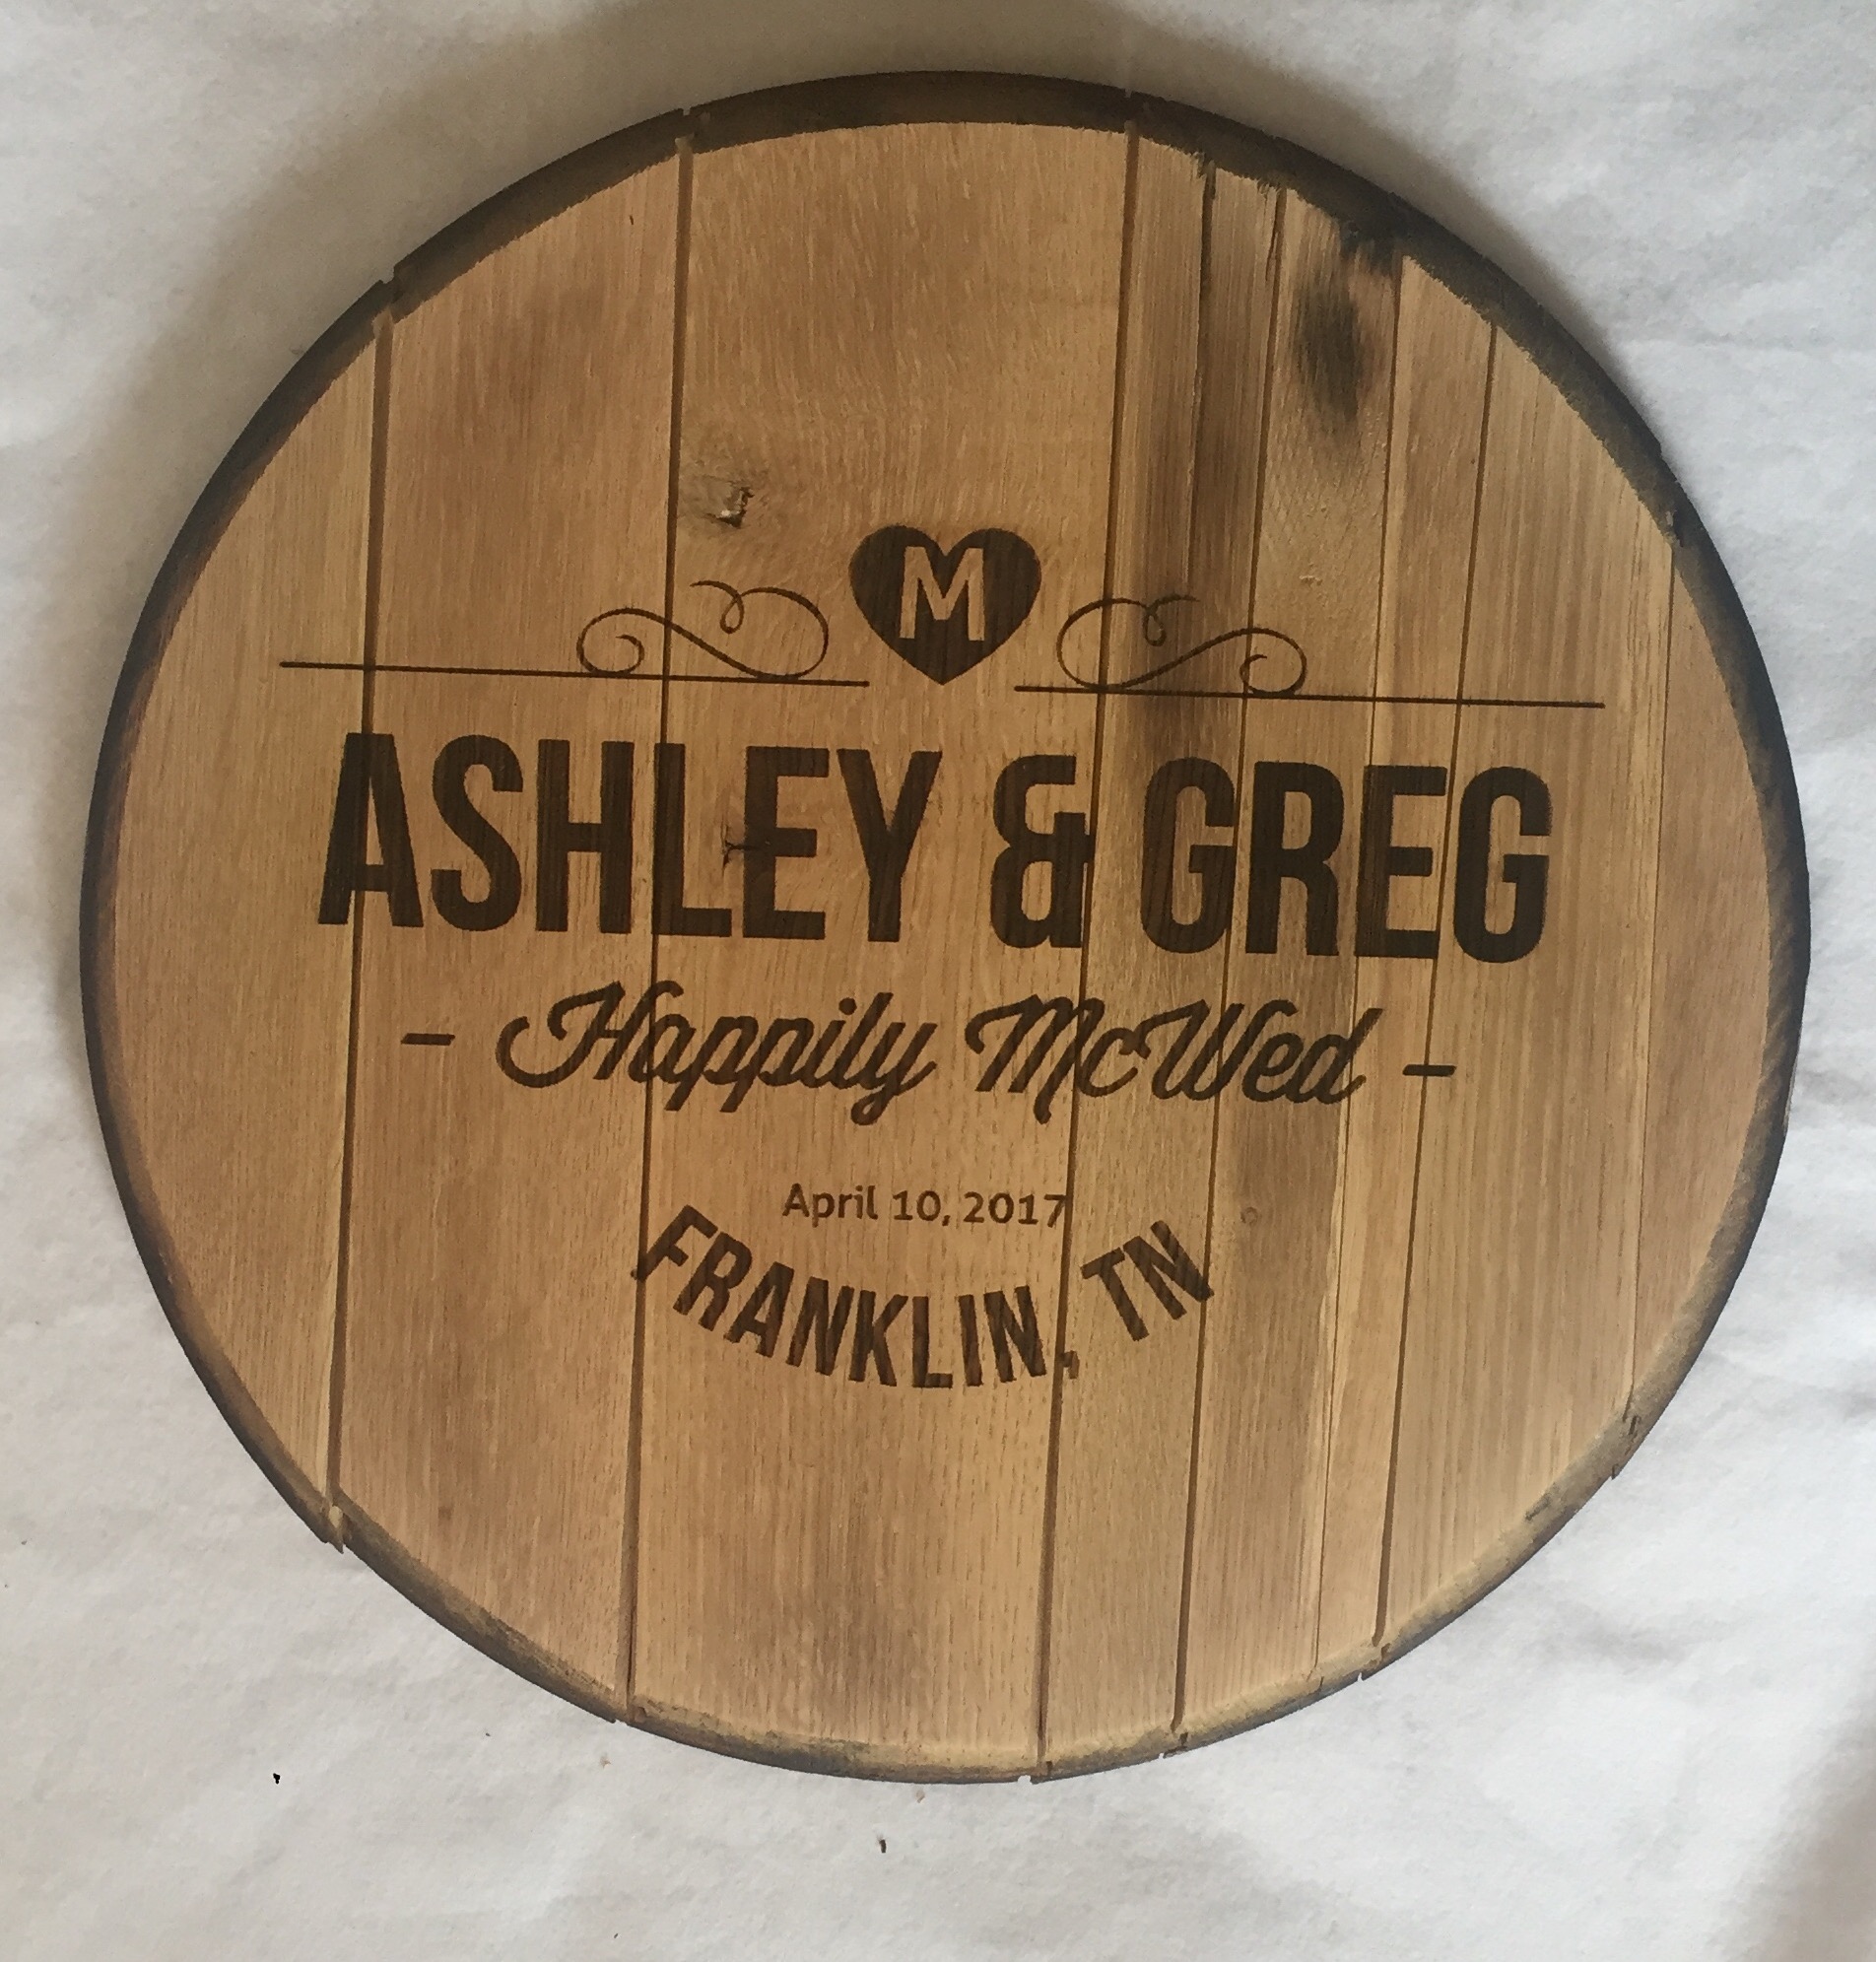 M
ASHLEY & GREG
- Happily McWed -
April 10, 2017
FRANKLIN, TN